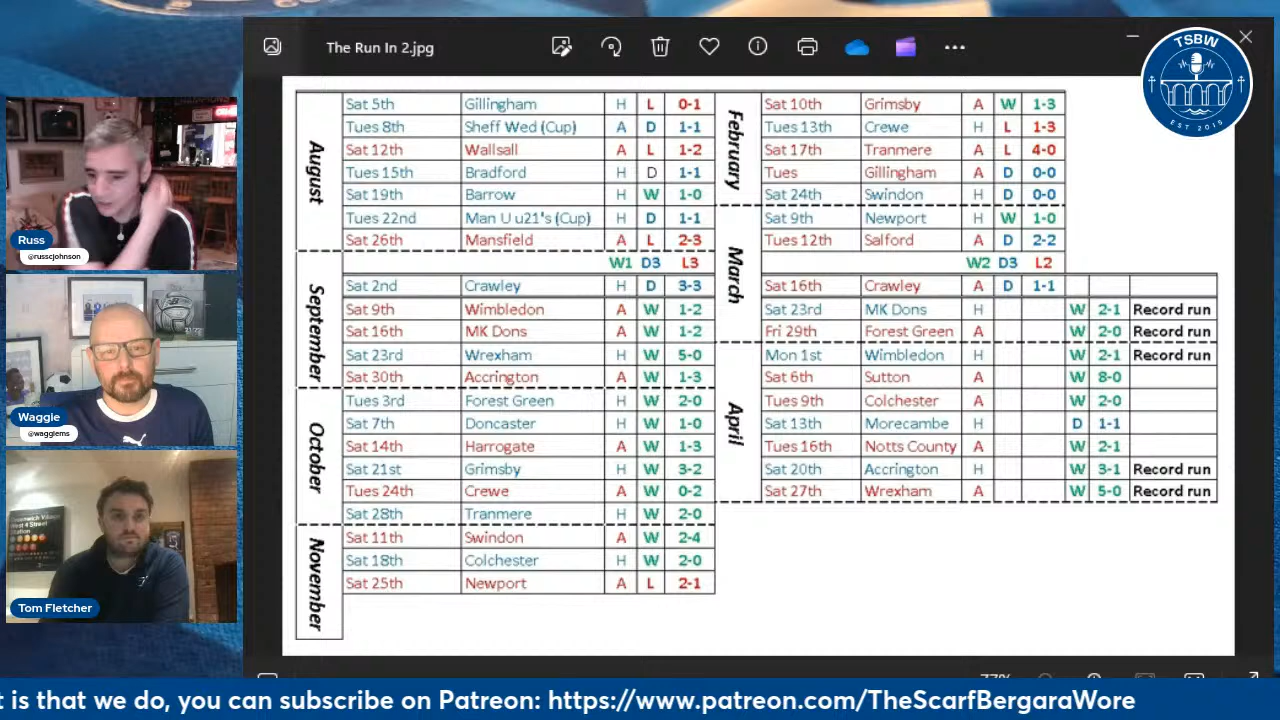 The Run In 2.jpg
TSBW
EST 2015
August
Sat 5th Gillingham H L 0-1
Tues 8th Sheff Wed (Cup) A D 1-1
Sat 12th Wallsall A L 1-2
Tues 15th Bradford H D 1-1
Sat 19th Barrow H W 1-0
Tues 22nd Man U u21's (Cup) H D 1-1
Sat 26th Mansfield A L 2-3
W1 D3 L3
September
Sat 2nd Crawley H D 3-3
Sat 9th Wimbledon A W 1-2
Sat 16th MK Dons A W 1-2
Sat 23rd Wrexham H W 5-0
Sat 30th Accrington A W 1-3
October
Tues 3rd Forest Green H W 2-0
Sat 7th Doncaster H W 1-0
Sat 14th Harrogate A W 1-3
Sat 21st Grimsby H W 3-2
Tues 24th Crewe A W 0-2
Sat 28th Tranmere H W 2-0
November
Sat 11th Swindon A W 2-4
Sat 18th Colchester H W 2-0
Sat 25th Newport A L 2-1
February
Sat 10th Grimsby A W 1-3
Tues 13th Crewe H L 1-3
Sat 17th Tranmere A L 4-0
Tues Gillingham A D 0-0
Sat 24th Swindon H D 0-0
March
Sat 9th Newport H W 1-0
Tues 12th Salford A D 2-2
W2 D3 L2
Sat 16th Crawley A D 1-1
Sat 23rd MK Dons H W 2-1 Record run
Fri 29th Forest Green A W 2-0 Record run
April
Mon 1st Wimbledon H W 2-1 Record run
Sat 6th Sutton A W 8-0
Tues 9th Colchester A W 2-0
Sat 13th Morecambe H D 1-1
Tues 16th Notts County A W 2-1
Sat 20th Accrington H W 3-1 Record run
Sat 27th Wrexham A W 5-0 Record run
Russ
@russcjohnson
Waggie
@waggiems
Tom Fletcher
is that we do, you can subscribe on Patreon: https://www.patreon.com/TheScarfBergaraWore